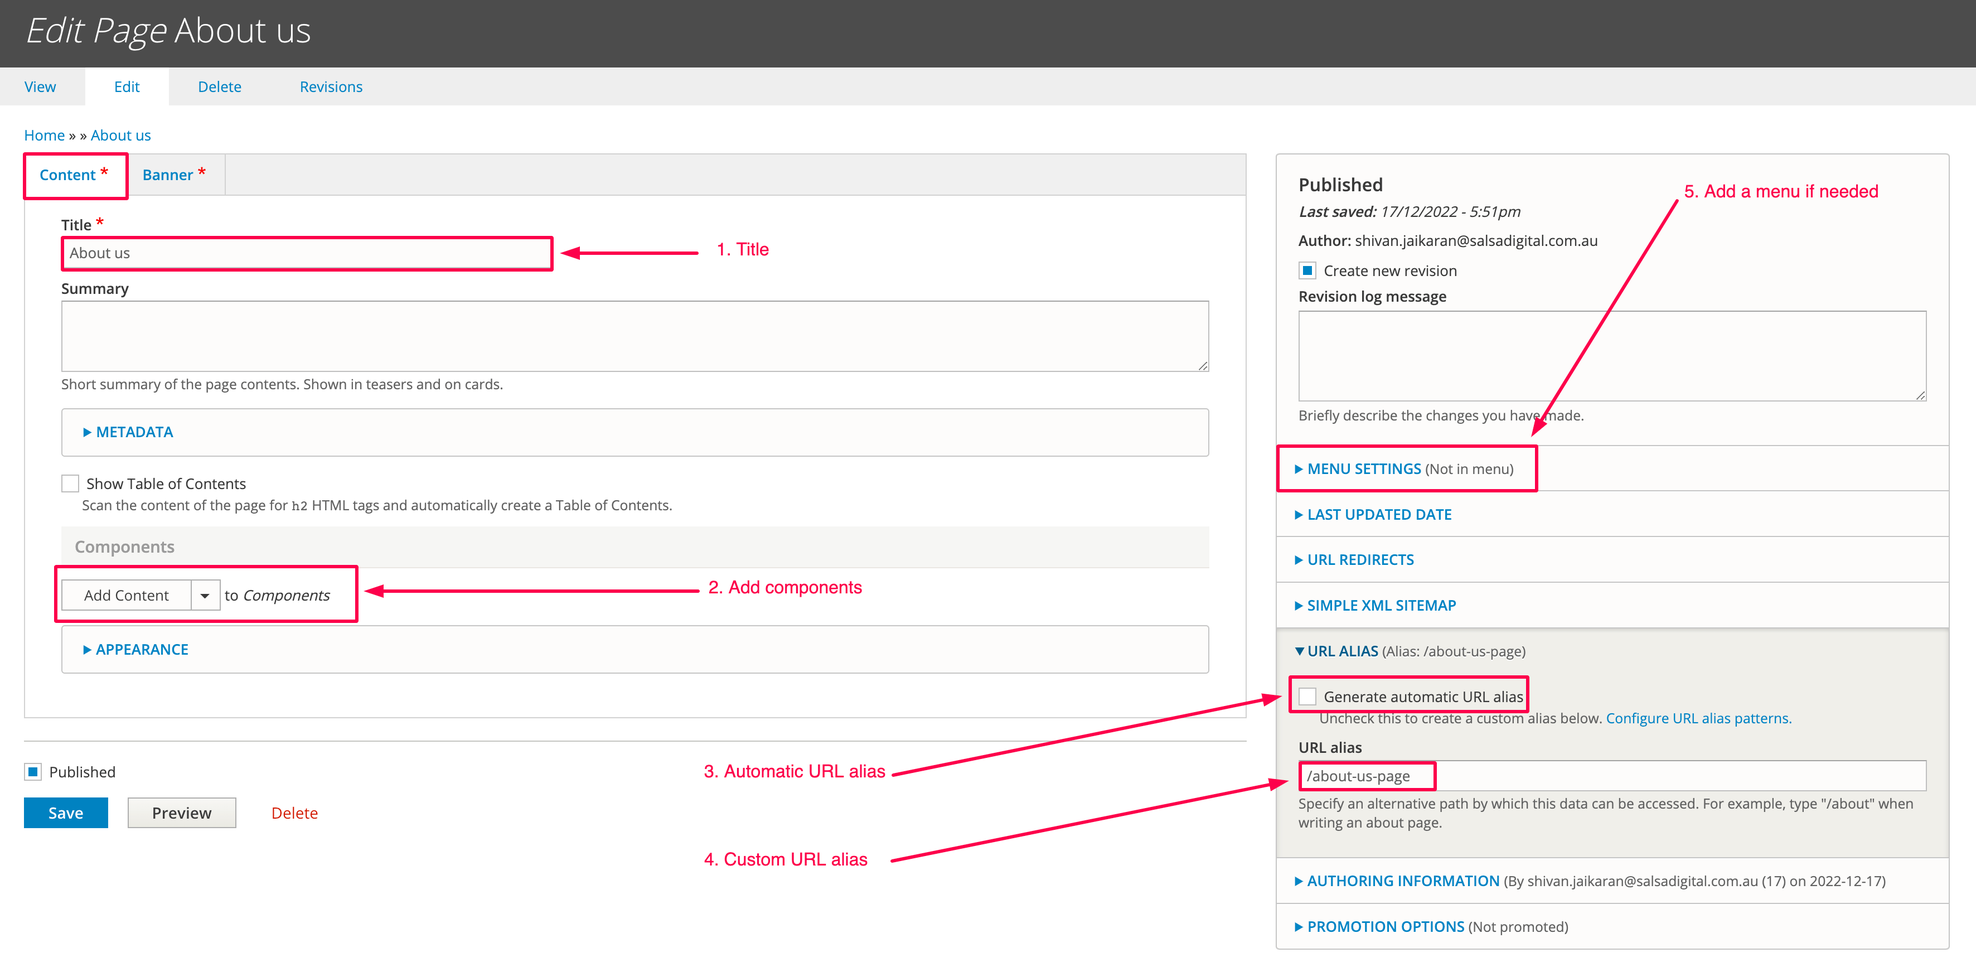 Edit Page About us
View Edit Delete Revisions
Home » » About us
Content * Banner *
Title *
About us
1. Title
Summary
Short summary of the page contents. Shown in teasers and on cards.
METADATA
Show Table of Contents
Scan the content of the page for h2 HTML tags and automatically create a Table of Contents.
Components
Add Content to Components
2. Add components
APPEARANCE
3. Automatic URL alias
4. Custom URL alias
Published
Save Preview Delete
Published
5. Add a menu if needed
Last saved: 17/12/2022 - 5:51pm
Author: shivan.jaikaran@salsadigital.com.au
Create new revision
Revision log message
Briefly describe the changes you have made.
MENU SETTINGS (Not in menu)
LAST UPDATED DATE
URL REDIRECTS
SIMPLE XML SITEMAP
URL ALIAS (Alias: /about-us-page)
Generate automatic URL alias
Uncheck this to create a custom alias below. Configure URL alias patterns.
URL alias
/about-us-page
Specify an alternative path by which this data can be accessed. For example, type "/about" when
writing an about page.
AUTHORING INFORMATION (By shivan.jaikaran@salsadigital.com.au (17) on 2022-12-17)
PROMOTION OPTIONS (Not promoted)